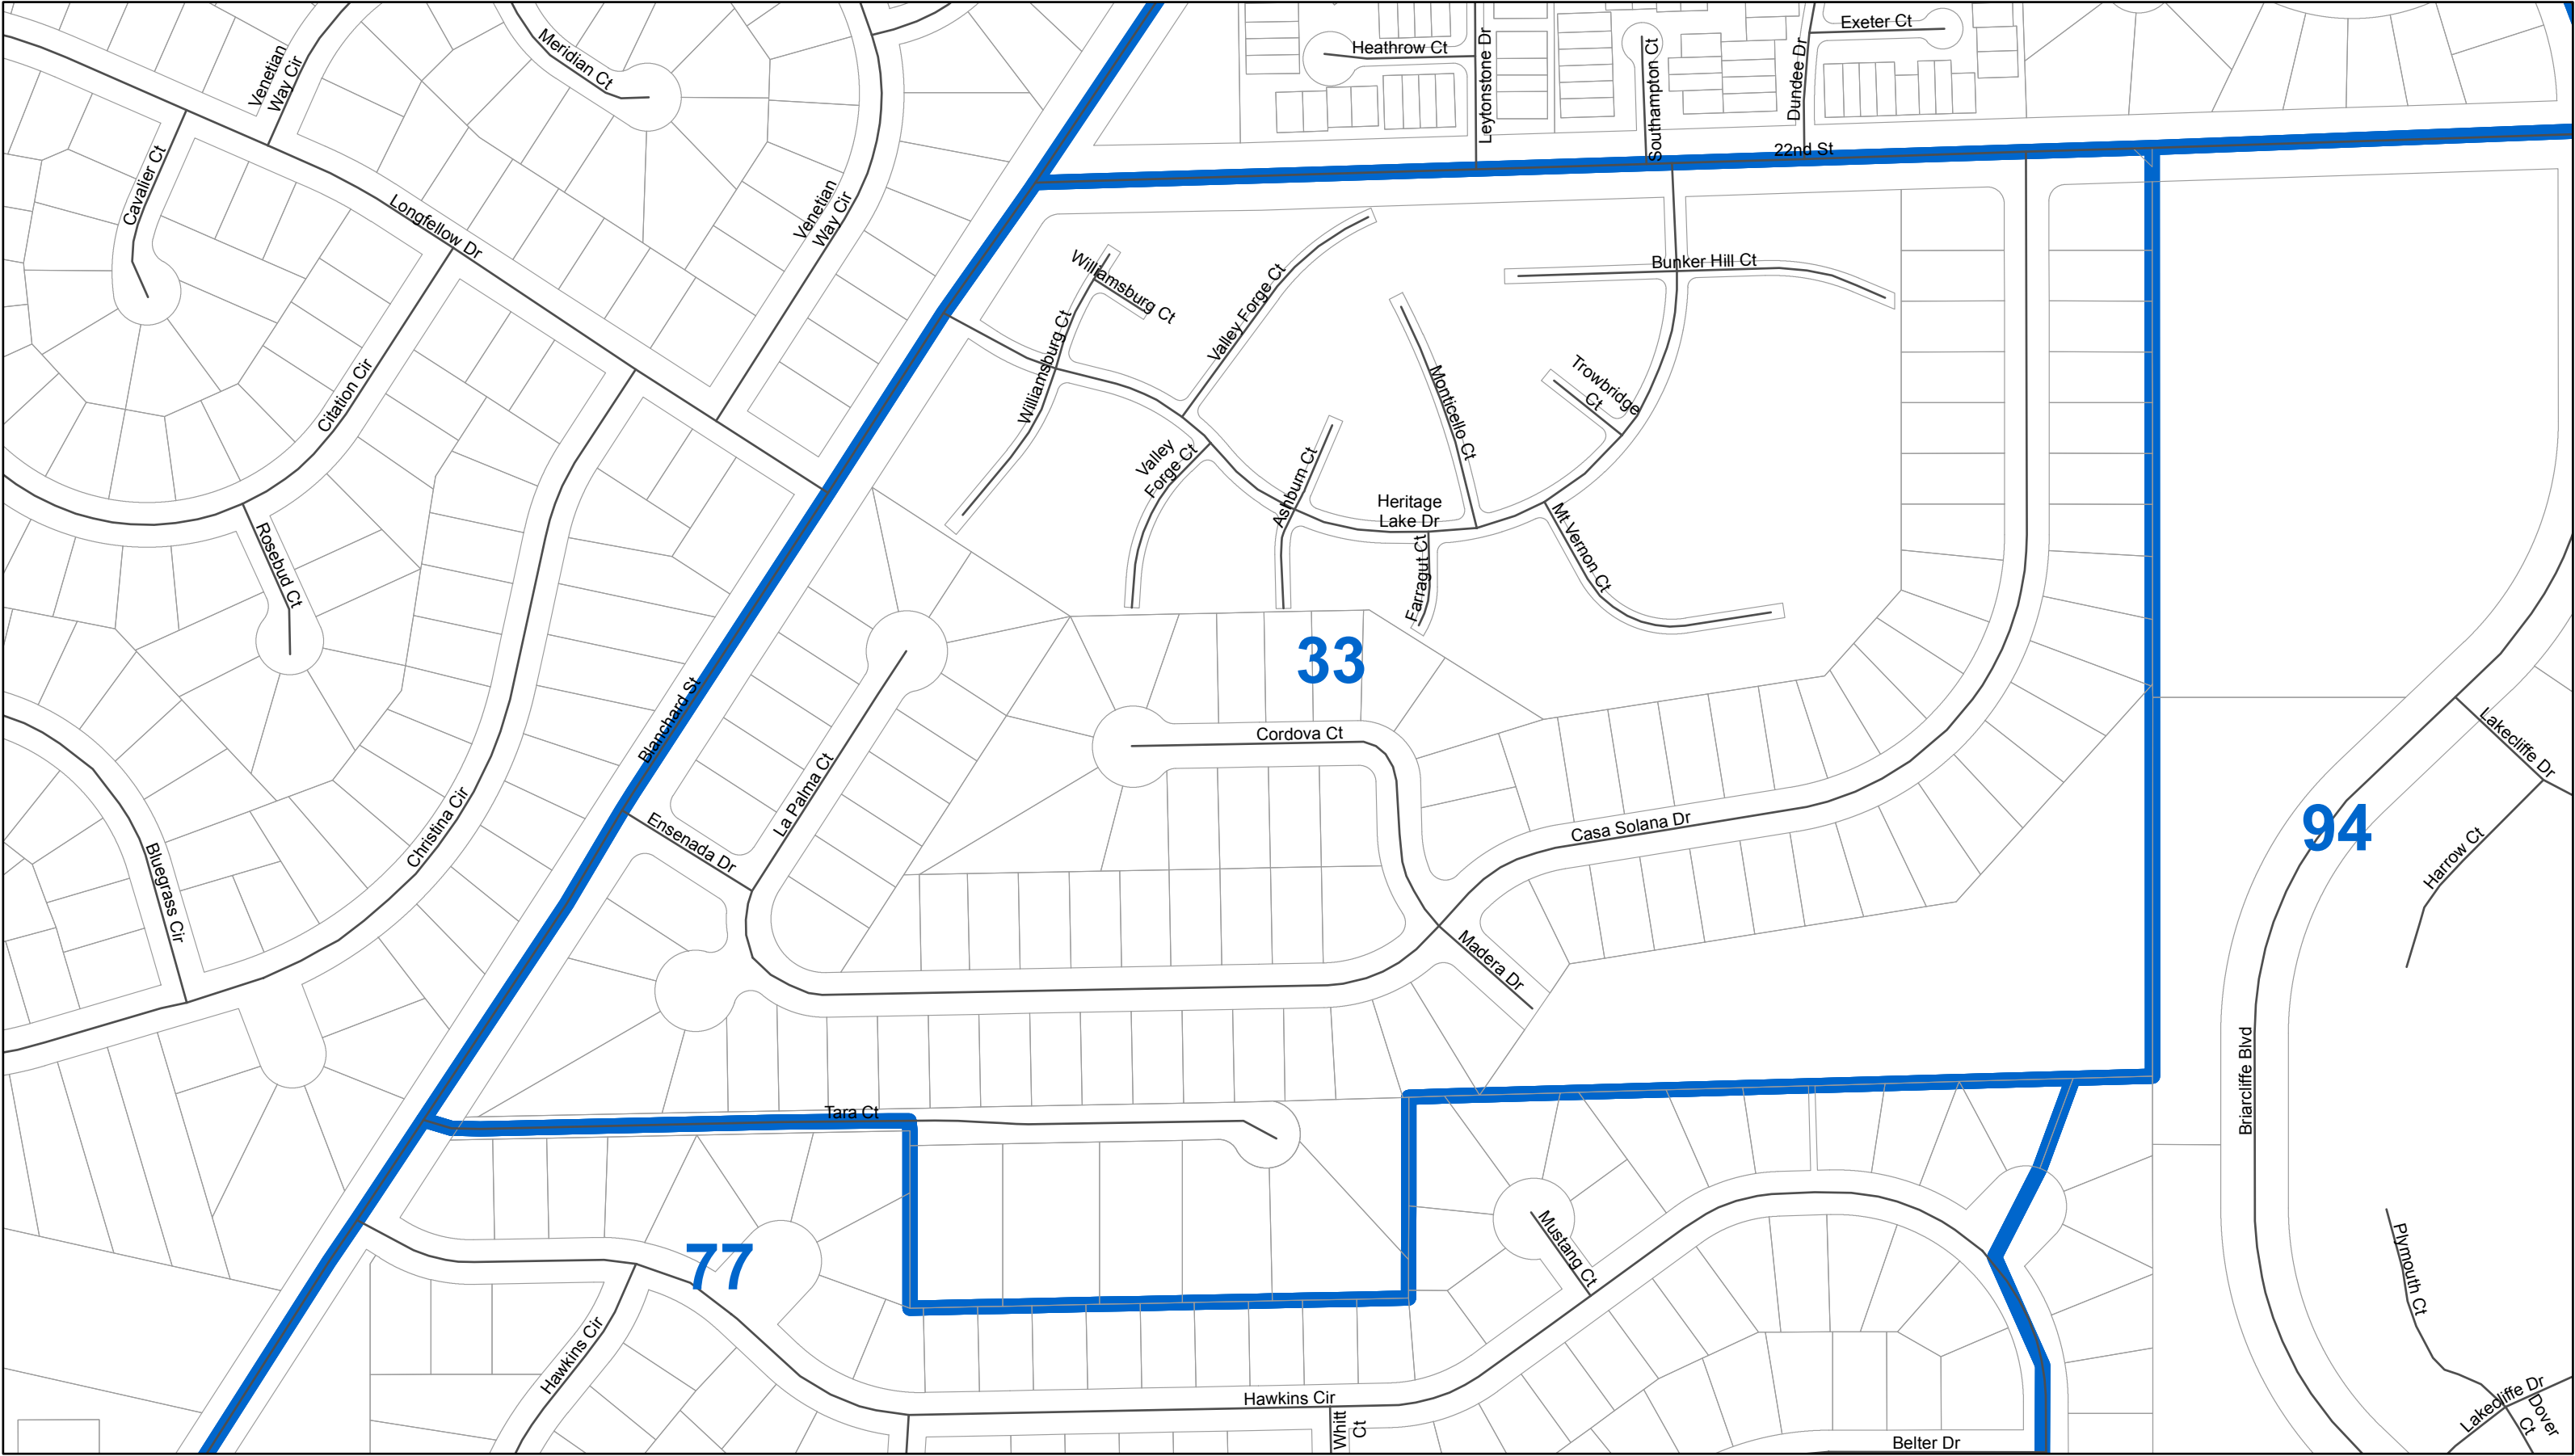 Exeter Ct
Heathrow Ct
Leytonstone Dr
Southampton Ct
Dundee Dr
22nd St
Meridian Ct
Venetian
Way Cir
Cavalier Ct
Longfellow Dr
Venetian
Way Cir
Williamsburg Ct
Williamsburg Ct
Valley Forge Ct
Bunker Hill Ct
Trowbridge
Ct
Monticello Ct
Citation Cir
Valley
Forge Ct
Ashburn Ct
Heritage
Lake Dr
Farragut Ct
Mt Vernon Ct
Rosebud Ct
33
Blanchard St
Cordova Ct
La Palma Ct
Ensenada Dr
Casa Solana Dr
Lakecliffe Dr
94
Harrow Ct
Christina Cir
Bluegrass Cir
Madera Dr
Briarcliffe Blvd
Tara Ct
77
Mustang Ct
Plymouth Ct
Hawkins Cir
Hawkins Cir
Whitt
Ct
Belter Dr
Lakecliffe Dr
Dover
Ct